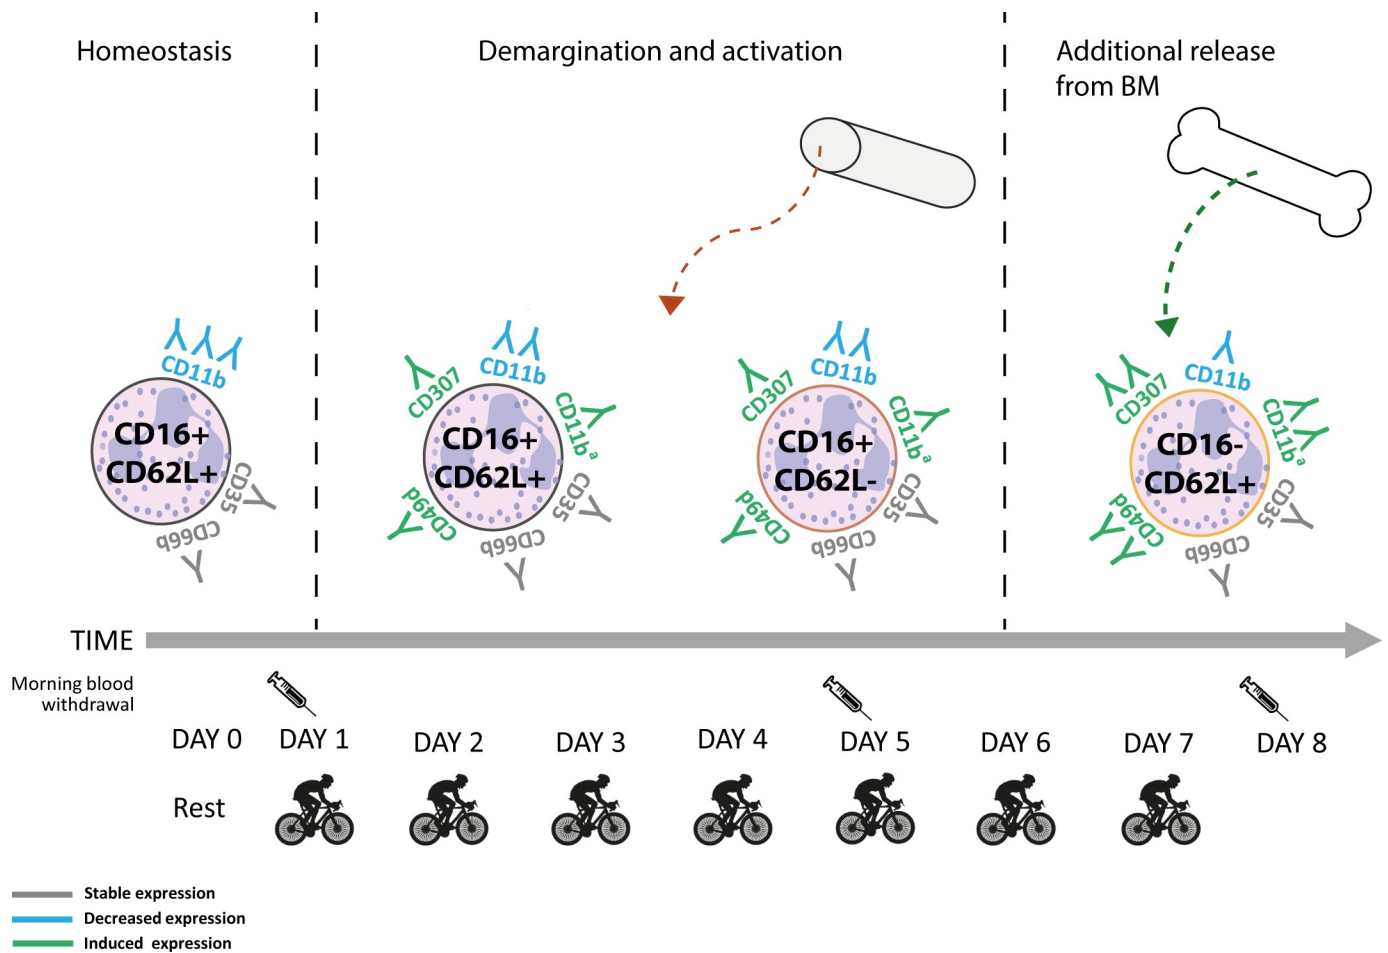 Homeostasis
Demargination and activation
Additional release
from BM
CD11b
CD16+
CD62L+
CD35
CD66b
CD307
CD11b
CD11b a
CD16+
CD62L+
CD49d
CD35
CD66b
CD307
CD11b
CD11b a
CD16+
CD62L-
CD49d
CD35
CD66b
CD307
CD11b
CD11b a
CD16-
CD62L+
CD49d
CD35
CD66b
TIME
Morning blood
withdrawal
DAY 0 DAY 1 DAY 2 DAY 3 DAY 4 DAY 5 DAY 6 DAY 7 DAY 8
Rest
Stable expression
Decreased expression
Induced expression